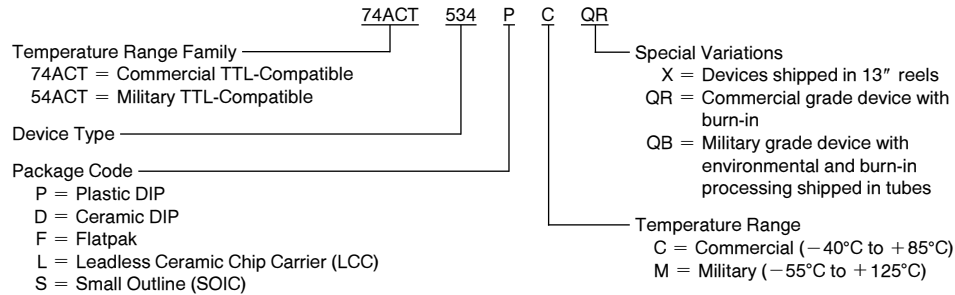 74ACT 534 P C QR
Temperature Range Family
74ACT = Commercial TTL-Compatible
54ACT = Military TTL-Compatible
Device Type
Package Code
P = Plastic DIP
D = Ceramic DIP
F = Flatpak
L = Leadless Ceramic Chip Carrier (LCC)
S = Small Outline (SOIC)
Special Variations
X = Devices shipped in 13″ reels
QR = Commercial grade device with
burn-in
QB = Military grade device with
environmental and burn-in
processing shipped in tubes
Temperature Range
C = Commercial (−40°C to +85°C)
M = Military (−55°C to +125°C)